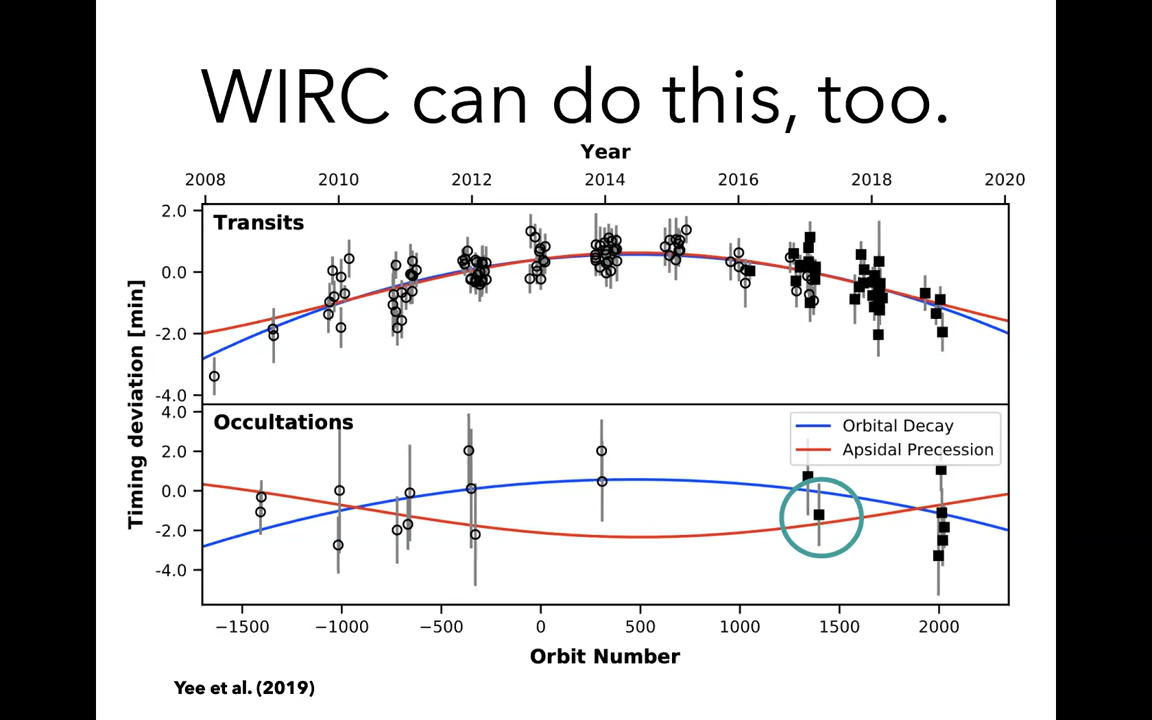 WIRC can do this, too.
Year
2008 2010 2012 2014 2016 2018 2020
2.0
Transits
0.0
-2.0
-4.0
Timing deviation [min]
4.0
Occultations
Orbital Decay
Apsidal Precession
2.0
0.0
-2.0
-4.0
−1500 −1000 −500 0 500 1000 1500 2000
Orbit Number
Yee et al. (2019)